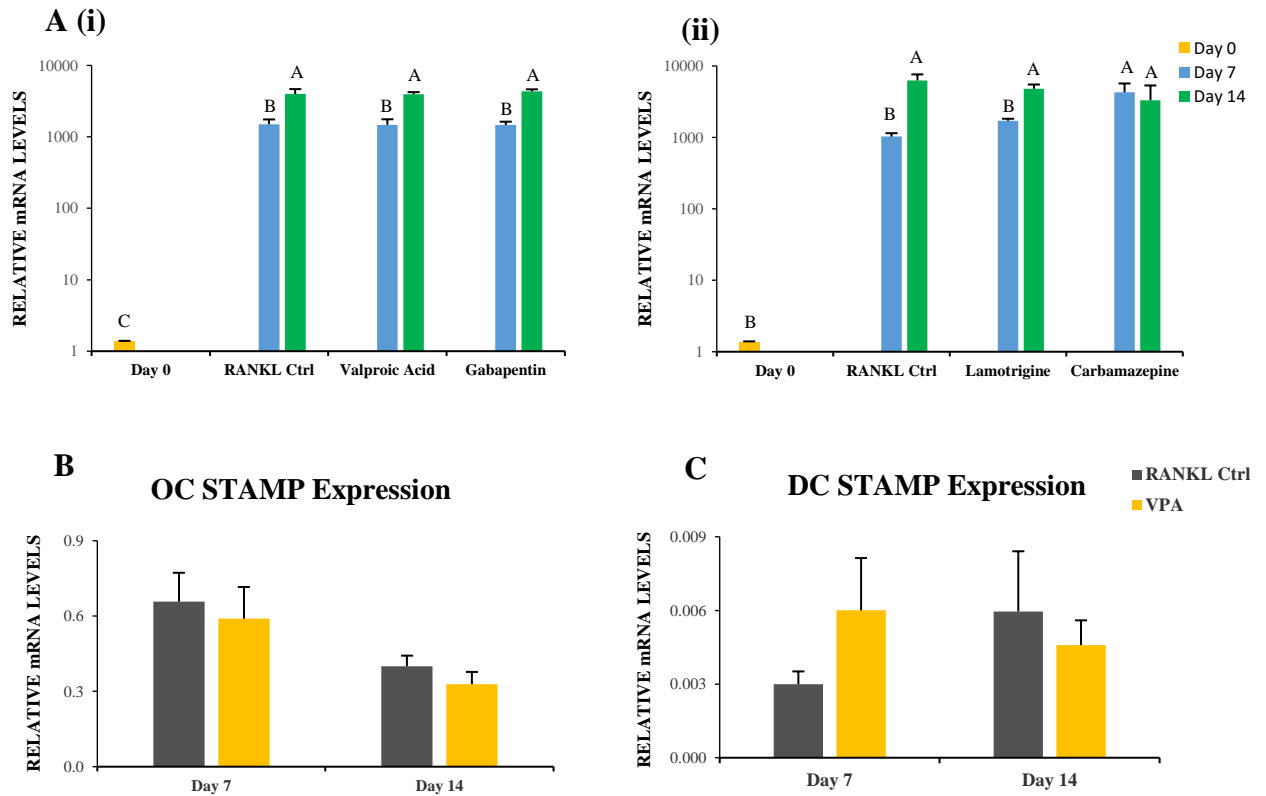 A (i)
RELATIVE mRNA LEVELS
10000
1000
100
10
1
C
B
A
B
A
B
A
Day 0
RANKL Ctrl
Valproic Acid
Gabapentin
(ii)
RELATIVE mRNA LEVELS
10000
1000
100
10
1
B
B
A
B
A
A
A
Day 0
RANKL Ctrl
Lamotrigine
Carbamazepine
Day 0
Day 7
Day 14
B
OC STAMP Expression
RELATIVE mRNA LEVELS
0.9
0.6
0.3
0.0
Day 7
Day 14
C
DC STAMP Expression
RELATIVE mRNA LEVELS
0.009
0.006
0.003
0.000
Day 7
Day 14
RANKL Ctrl
VPA